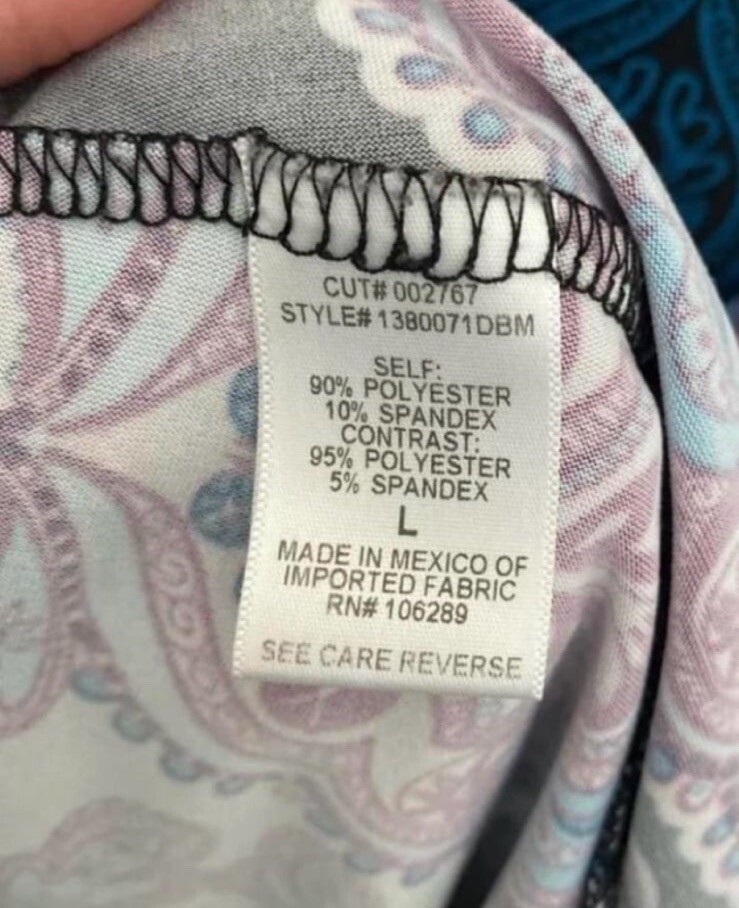 CUT# 002767
STYLE# 1380071DBM
SELF:
90% POLYESTER
10% SPANDEX
CONTRAST:
95% POLYESTER
5% SPANDEX
L
MADE IN MEXICO OF
IMPORTED FABRIC
RN# 106289
SEE CARE REVERSE